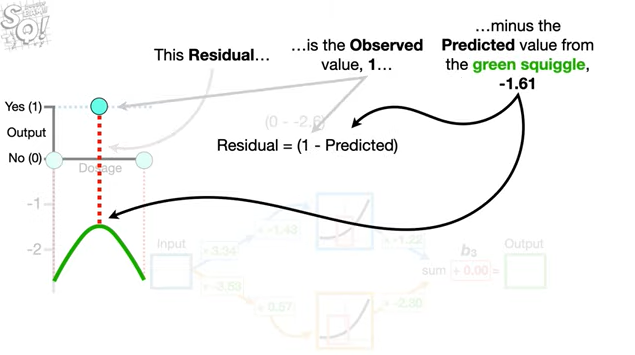 SQ!
This Residual…
…is the Observed
value, 1…
…minus the
Predicted value from
the green squiggle,
-1.61
Yes (1)
Output
No (0)
Dosage
-1
-2
(0 - -2.6)
Residual = (1 - Predicted)
Input
x 3.34
x -1.43
x -1.22
x -3.53
x 0.57
x -2.30
b3
sum + 0.00 =
Output